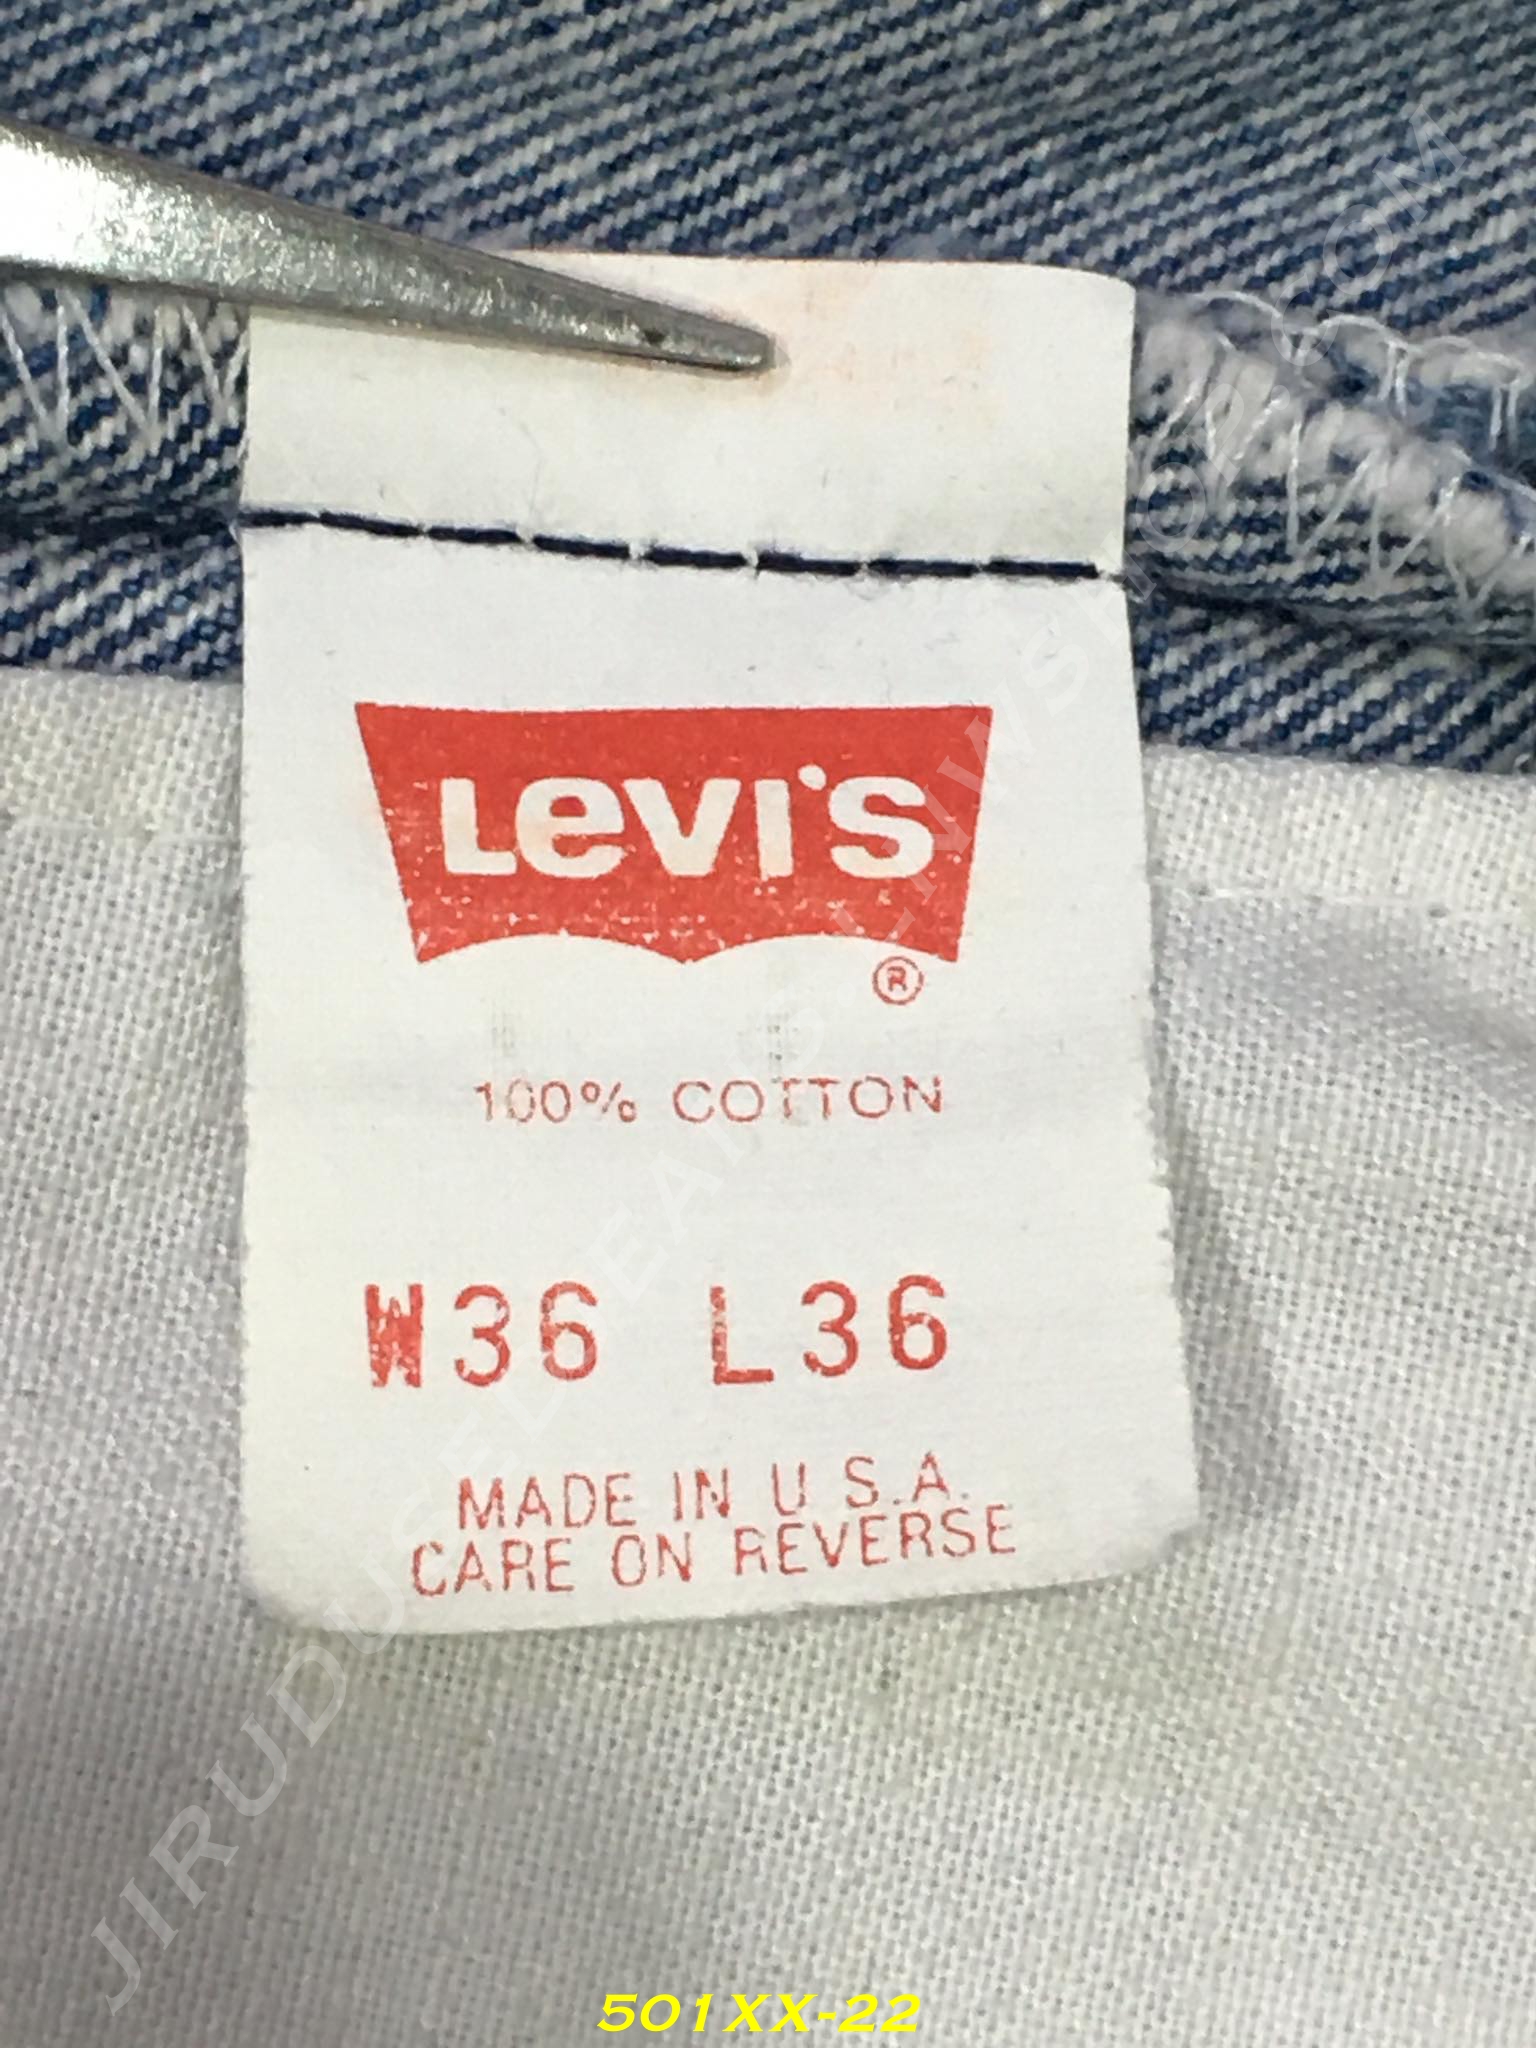 LEVI'S
®
100% COTTON
W36 L36
MADE IN U.S.A.
CARE ON REVERSE
501XX-22